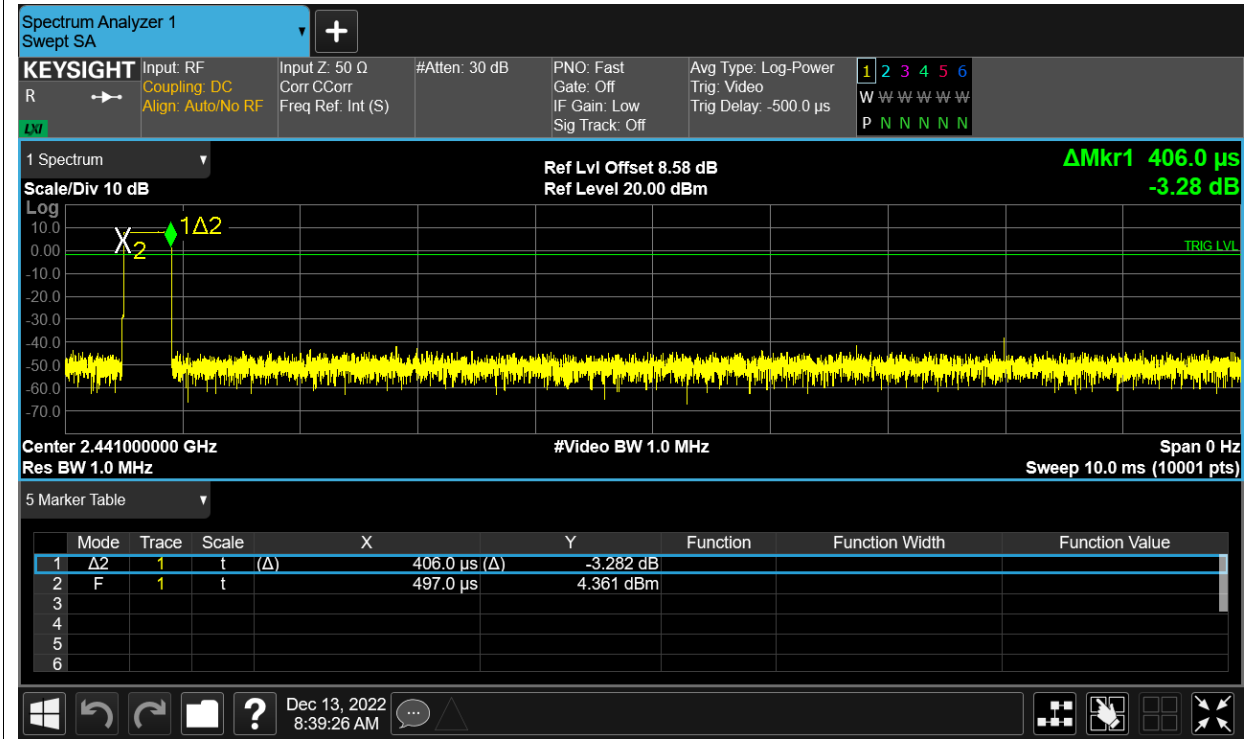 Spectrum Analyzer 1
Swept SA
+
KEYSIGHT
R
LXI
Input: RF
Coupling: DC
Align: Auto/No RF
Input Z: 50 Ω
Corr CCorr
Freq Ref: Int (S)
#Atten: 30 dB
PNO: Fast
Gate: Off
IF Gain: Low
Sig Track: Off
Avg Type: Log-Power
Trig: Video
Trig Delay: -500.0 µs
1 2 3 4 5 6
W W W W W W
P N N N N N
1 Spectrum
Scale/Div 10 dB
Ref Lvl Offset 8.58 dB
Ref Level 20.00 dBm
ΔMkr1 406.0 µs
-3.28 dB
Log
10.0
0.00
-10.0
-20.0
-30.0
-40.0
-50.0
-60.0
-70.0
X2
1Δ2
TRIG LVL
Center 2.441000000 GHz
Res BW 1.0 MHz
#Video BW 1.0 MHz
Span 0 Hz
Sweep 10.0 ms (10001 pts)
5 Marker Table
Mode Trace Scale X Y Function Function Width Function Value
1 Δ2 1 t (Δ) 406.0 µs (Δ) -3.282 dB
2 F 1 t 497.0 µs 4.361 dBm
3
4
5
6
?
Dec 13, 2022
8:39:26 AM